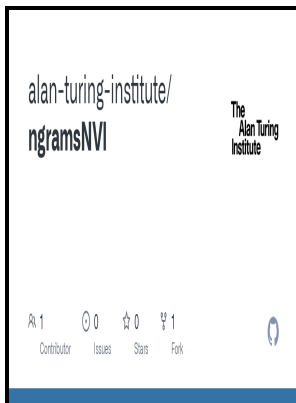 alan-turing-institute/
ngramsNVI
The
Alan Turing
Institute
1
Contributor
0
Issues
0
Stars
1
Fork